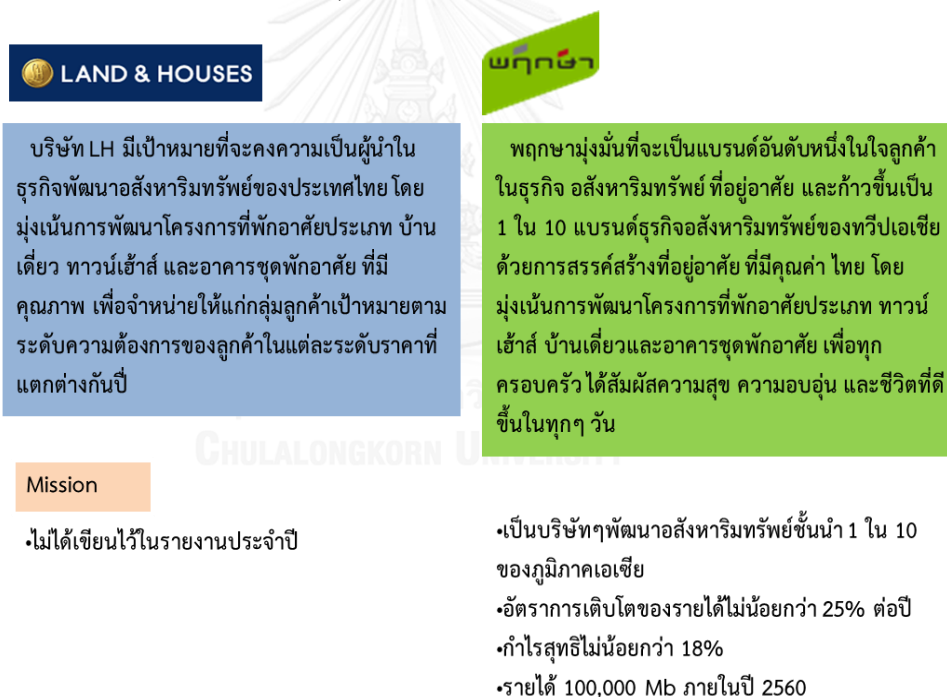 LAND & HOUSES
บริษัท LH มีเป้าหมายที่จะคงความเป็นผู้นำใน
ธุรกิจพัฒนาอสังหาริมทรัพย์ของประเทศไทย โดย
มุ่งเน้นการพัฒนาโครงการที่พักอาศัยประเภท บ้าน
เดี่ยว ทาวน์เฮ้าส์ และอาคารชุดพักอาศัย ที่มี
คุณภาพ เพื่อจำหน่ายให้แก่กลุ่มลูกค้าเป้าหมายตาม
ระดับความต้องการของลูกค้าในแต่ละระดับราคาที่
แตกต่างกันปี่
พฤกษา
พฤกษามุ่งมั่นที่จะเป็นแบรนด์อันดับหนึ่งในใจลูกค้า
ในธุรกิจ อสังหาริมทรัพย์ ที่อยู่อาศัย และก้าวขึ้นเป็น
1 ใน 10 แบรนด์ธุรกิจอสังหาริมทรัพย์ของทวีปเอเชีย
ด้วยการสรรค์สร้างที่อยู่อาศัย ที่มีคุณค่า ไทย โดย
มุ่งเน้นการพัฒนาโครงการที่พักอาศัยประเภท ทาวน์
เฮ้าส์ บ้านเดี่ยวและอาคารชุดพักอาศัย เพื่อทุก
ครอบครัว ได้สัมผัสความสุข ความอบอุ่น และชีวิตที่ดี
ขึ้นในทุกๆ วัน
CHULALONGKORN UNIVERSITY
Mission
•ไม่ได้เขียนไว้ในรายงานประจำปี
•เป็นบริษัทๆพัฒนาอสังหาริมทรัพย์ชั้นนำ 1 ใน 10
ของภูมิภาคเอเซีย
•อัตราการเติบโตของรายได้ไม่น้อยกว่า 25% ต่อปี
•กำไรสุทธิไม่น้อยกว่า 18%
•รายได้ 100,000 Mb ภายในปี 2560